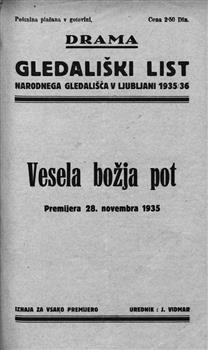 Poštnina plačana v gotovini. Cena 2·50 Din.
DRAMA
GLEDALIŠKI LIST
NARODNEGA GLEDALIŠČA V LJUBLJANI 1935/36
Vesela božja pot
Premijera 28. novembra 1935
IZHAJA ZA VSAKO PREMIJERO UREDNIK: J. VIDMAR